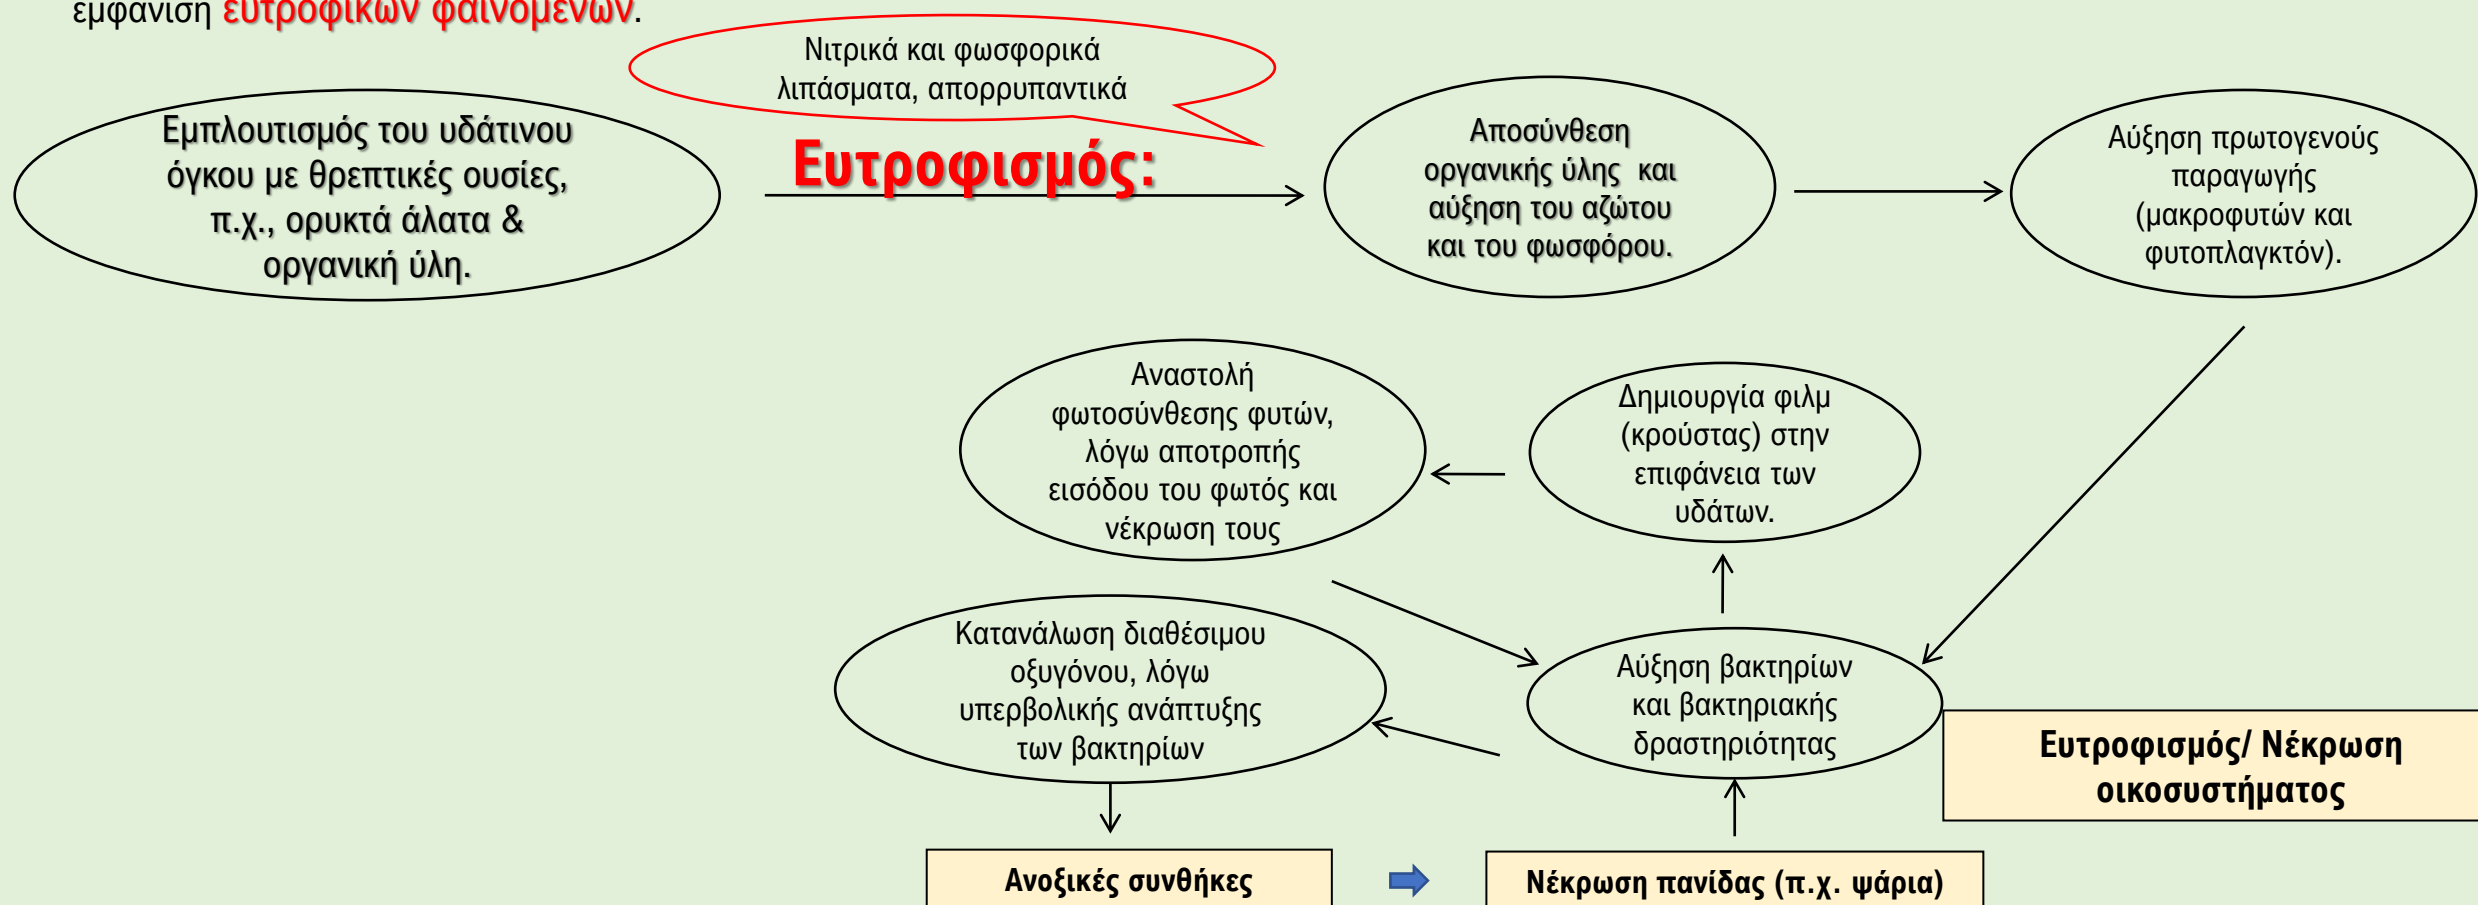 εμφάνιση ευτροφικών φαινομένων.
Νιτρικά και φωσφορικά
λιπάσματα, απορρυπαντικά
Εμπλουτισμός του υδάτινου
όγκου με θρεπτικές ουσίες,
π.χ., ορυκτά άλατα &
οργανική ύλη.
Ευτροφισμός:
Αποσύνθεση
οργανικής ύλης και
αύξηση του αζώτου
και του φωσφόρου.
Αύξηση πρωτογενούς
παραγωγής
(μακροφυτών και
φυτοπλαγκτόν).
Αναστολή
φωτοσύνθεσης φυτών,
λόγω αποτροπής
εισόδου του φωτός και
νέκρωση τους
Δημιουργία φιλμ
(κρούστας) στην
επιφάνεια των
υδάτων.
Κατανάλωση διαθέσιμου
οξυγόνου, λόγω
υπερβολικής ανάπτυξης
των βακτηρίων
Αύξηση βακτηρίων
και βακτηριακής
δραστηριότητας
Ευτροφισμός/ Νέκρωση
οικοσυστήματος
Ανοξικές συνθήκες
Νέκρωση πανίδας (π.χ. ψάρια)